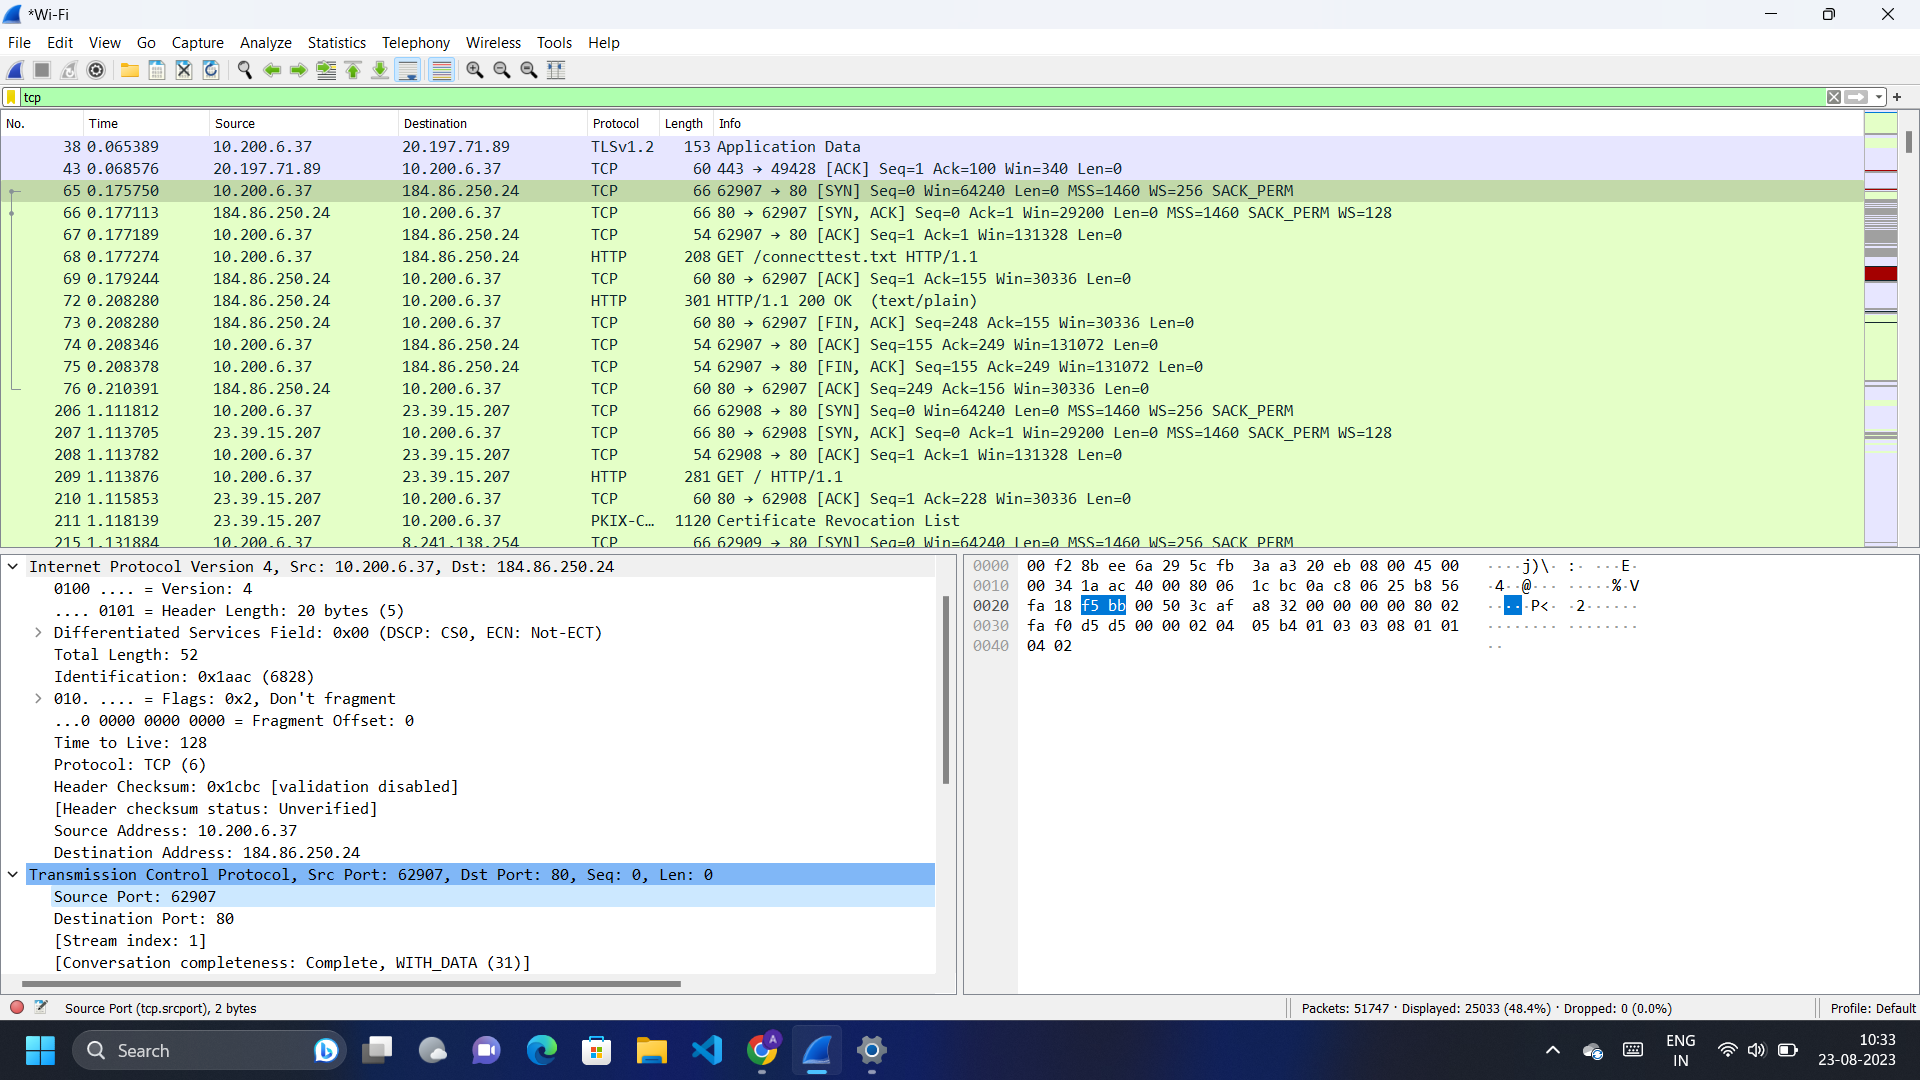 *Wi-Fi
File Edit View Go Capture Analyze Statistics Telephony Wireless Tools Help
tcp
No. Time Source Destination Protocol Length Info
38 0.065389 10.200.6.37 20.197.71.89 TLSv1.2 153 Application Data
43 0.068576 20.197.71.89 10.200.6.37 TCP 60 443 → 49428 [ACK] Seq=1 Ack=100 Win=340 Len=0
65 0.175750 10.200.6.37 184.86.250.24 TCP 66 62907 → 80 [SYN] Seq=0 Win=64240 Len=0 MSS=1460 WS=256 SACK_PERM
66 0.177113 184.86.250.24 10.200.6.37 TCP 66 80 → 62907 [SYN, ACK] Seq=0 Ack=1 Win=29200 Len=0 MSS=1460 SACK_PERM WS=128
67 0.177189 10.200.6.37 184.86.250.24 TCP 54 62907 → 80 [ACK] Seq=1 Ack=1 Win=131328 Len=0
68 0.177274 10.200.6.37 184.86.250.24 HTTP 208 GET /connecttest.txt HTTP/1.1
69 0.179244 184.86.250.24 10.200.6.37 TCP 60 80 → 62907 [ACK] Seq=1 Ack=155 Win=30336 Len=0
72 0.208280 184.86.250.24 10.200.6.37 HTTP 301 HTTP/1.1 200 OK (text/plain)
73 0.208280 184.86.250.24 10.200.6.37 TCP 60 80 → 62907 [FIN, ACK] Seq=248 Ack=155 Win=30336 Len=0
74 0.208346 10.200.6.37 184.86.250.24 TCP 54 62907 → 80 [ACK] Seq=155 Ack=249 Win=131072 Len=0
75 0.208378 10.200.6.37 184.86.250.24 TCP 54 62907 → 80 [FIN, ACK] Seq=155 Ack=249 Win=131072 Len=0
76 0.210391 184.86.250.24 10.200.6.37 TCP 60 80 → 62907 [ACK] Seq=249 Ack=156 Win=30336 Len=0
206 1.111812 10.200.6.37 23.39.15.207 TCP 66 62908 → 80 [SYN] Seq=0 Win=64240 Len=0 MSS=1460 WS=256 SACK_PERM
207 1.113705 23.39.15.207 10.200.6.37 TCP 66 80 → 62908 [SYN, ACK] Seq=0 Ack=1 Win=29200 Len=0 MSS=1460 SACK_PERM WS=128
208 1.113782 10.200.6.37 23.39.15.207 TCP 54 62908 → 80 [ACK] Seq=1 Ack=1 Win=131328 Len=0
209 1.113876 10.200.6.37 23.39.15.207 HTTP 281 GET / HTTP/1.1
210 1.115853 23.39.15.207 10.200.6.37 TCP 60 80 → 62908 [ACK] Seq=1 Ack=228 Win=30336 Len=0
211 1.118139 23.39.15.207 10.200.6.37 PKIX-C… 1120 Certificate Revocation List
215 1.131884 10.200.6.37 8.241.138.254 TCP 66 62909 → 80 [SYN] Seq=0 Win=64240 Len=0 MSS=1460 WS=256 SACK_PERM
Internet Protocol Version 4, Src: 10.200.6.37, Dst: 184.86.250.24
0100 .... = Version: 4
.... 0101 = Header Length: 20 bytes (5)
Differentiated Services Field: 0x00 (DSCP: CS0, ECN: Not-ECT)
Total Length: 52
Identification: 0x1aac (6828)
010. .... = Flags: 0x2, Don't fragment
...0 0000 0000 0000 = Fragment Offset: 0
Time to Live: 128
Protocol: TCP (6)
Header Checksum: 0x1cbc [validation disabled]
[Header checksum status: Unverified]
Source Address: 10.200.6.37
Destination Address: 184.86.250.24
Transmission Control Protocol, Src Port: 62907, Dst Port: 80, Seq: 0, Len: 0
Source Port: 62907
Destination Port: 80
[Stream index: 1]
[Conversation completeness: Complete, WITH_DATA (31)]
0000 00 f2 8b ee 6a 29 5c fb 3a a3 20 eb 08 00 45 00 ····j)\· :· ···E·
0010 00 34 1a ac 40 00 80 06 1c bc 0a c8 06 25 b8 56 ·4··@··· ·····%·V
0020 fa 18 f5 bb 00 50 3c af a8 32 00 00 00 00 80 02 ·····P<· ·2······
0030 fa f0 d5 d5 00 00 02 04 05 b4 01 03 03 08 01 01 ········ ········
0040 04 02 ··
Source Port (tcp.srcport), 2 bytes
Packets: 51747 · Displayed: 25033 (48.4%) · Dropped: 0 (0.0%)
Profile: Default
Search
A
ENG
IN
10:33
23-08-2023